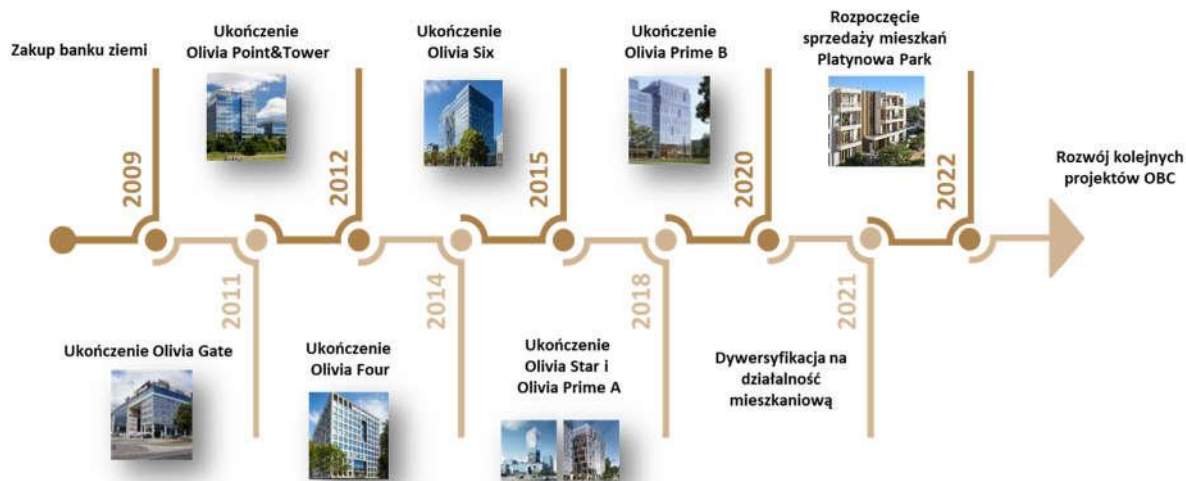 Zakup banku ziemi
2009
Ukończenie Olivia Gate
2011
Ukończenie
Olivia Point&Tower
2012
Ukończenie
Olivia Four
2014
Ukończenie
Olivia Six
2015
Ukończenie
Olivia Star i
Olivia Prime A
2018
Ukończenie
Olivia Prime B
2020
Dywersyfikacja na
działalność
mieszkaniową
2021
Rozpoczęcie
sprzedaży mieszkań
Platynowa Park
2022
Rozwój kolejnych
projektów OBC